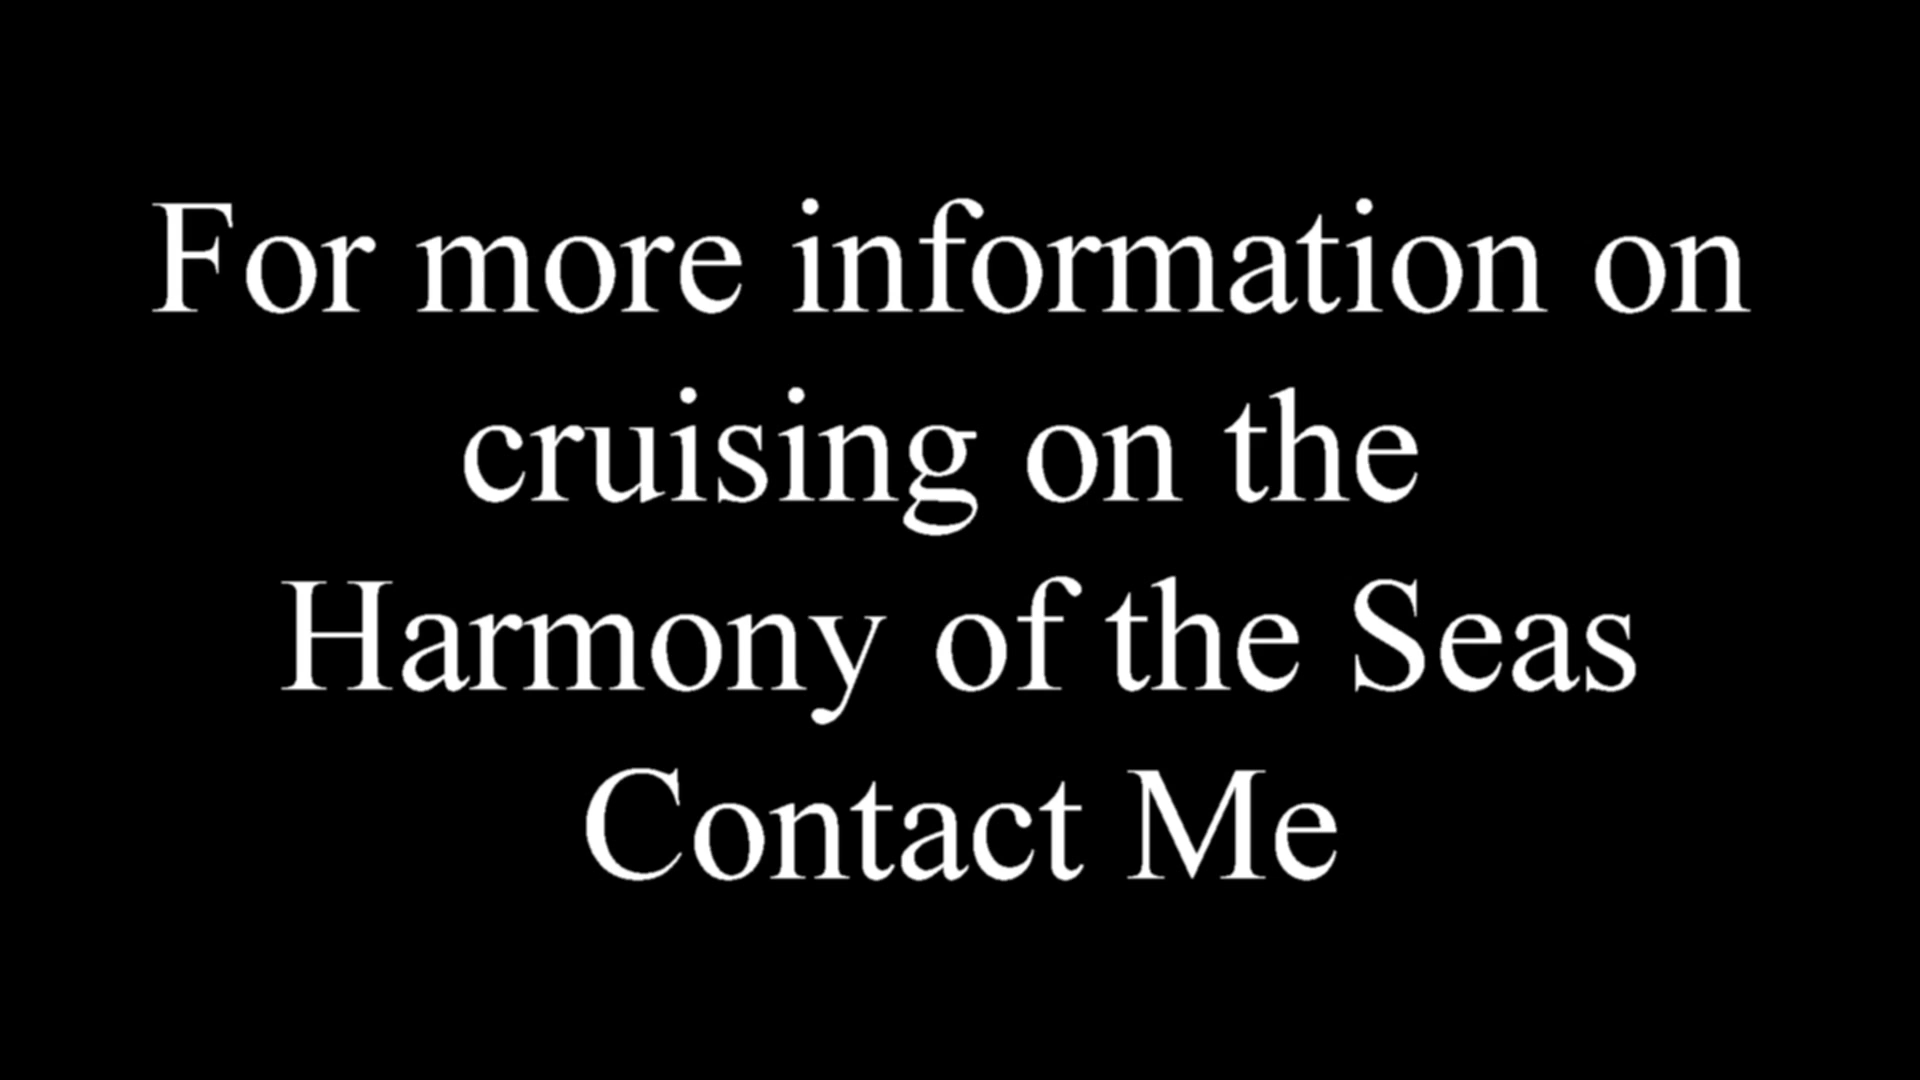 For more information on
cruising on the
Harmony of the Seas
Contact Me